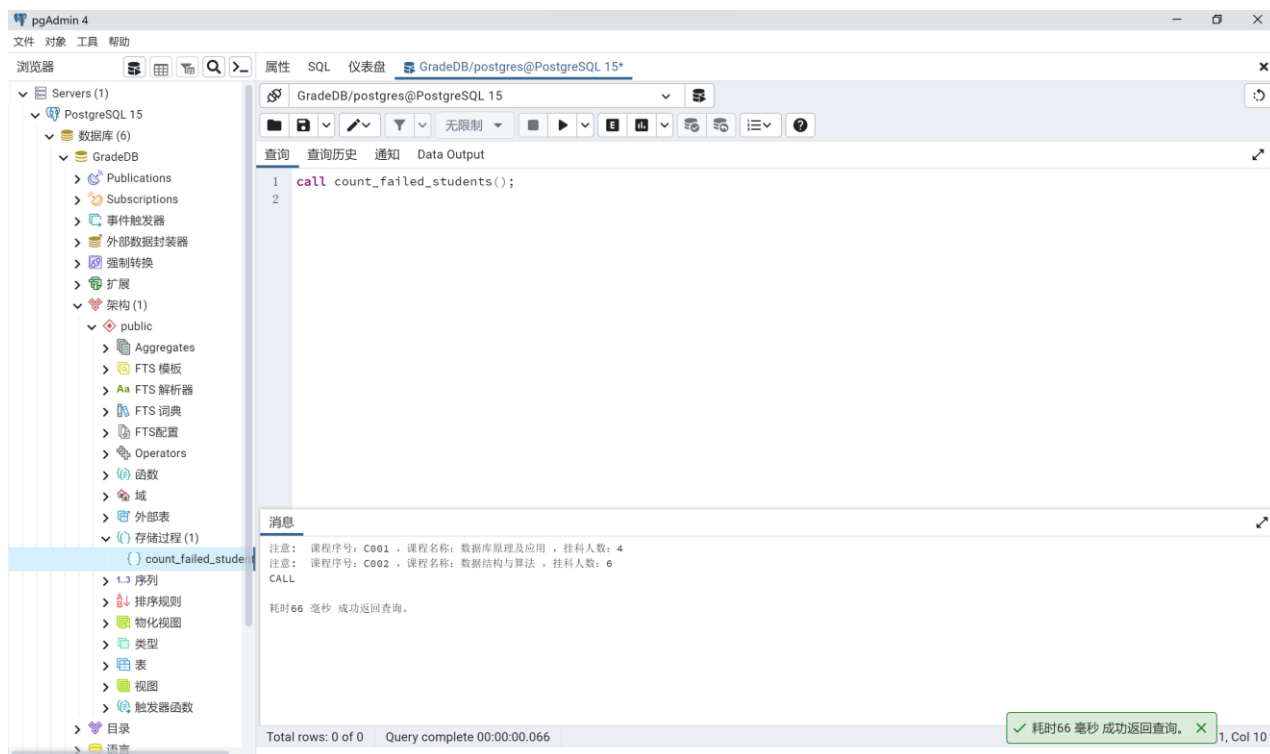 pgAdmin 4
文件 对象 工具 帮助
浏览器
属性 SQL 仪表盘 GradeDB/postgres@PostgreSQL 15*
Servers (1)
PostgreSQL 15
数据库 (6)
GradeDB
Publications
Subscriptions
事件触发器
外部数据封装器
强制转换
扩展
架构 (1)
public
Aggregates
FTS 模板
Aa FTS 解析器
FTS 词典
FTS配置
Operators
函数
域
外部表
存储过程 (1)
count_failed_student
1..3 序列
排序规则
物化视图
类型
表
视图
触发器函数
目录
语言
GradeDB/postgres@PostgreSQL 15
无限制
查询 查询历史 通知 Data Output
1 call count_failed_students();
2
消息
注意: 课程序号: C001 , 课程名称: 数据库原理及应用 , 挂科人数: 4
注意: 课程序号: C002 , 课程名称: 数据结构与算法 , 挂科人数: 6
CALL
耗时66 毫秒 成功返回查询。
Total rows: 0 of 0 Query complete 00:00:00.066
耗时66 毫秒 成功返回查询。
1, Col 10